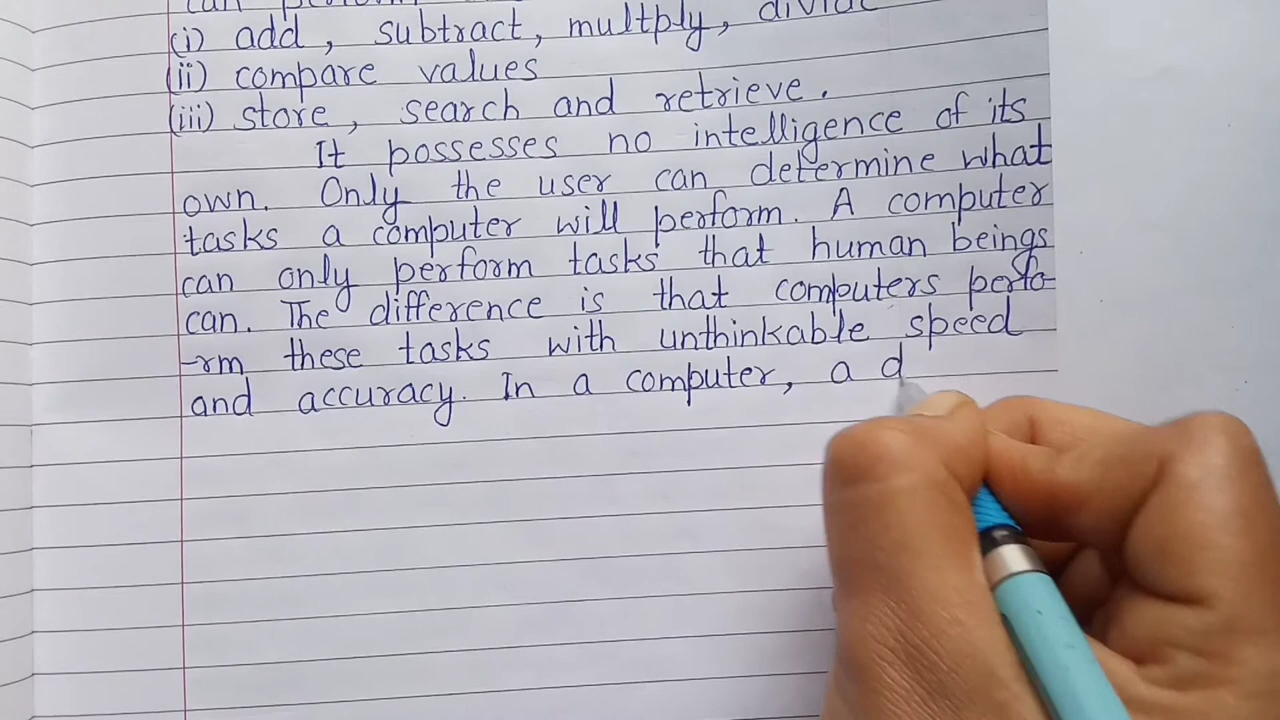 can perform
(i) add, subtract, multply, divide
(ii) compare values
(iii) store, search and retrieve.
It possesses no intelligence of its
own. Only the user can determine what
tasks a computer will perform. A computer
can only perform tasks that human beings
can. The difference is that computers perfo-
-rm these tasks with unthinkable speed
and accuracy. In a computer, a d